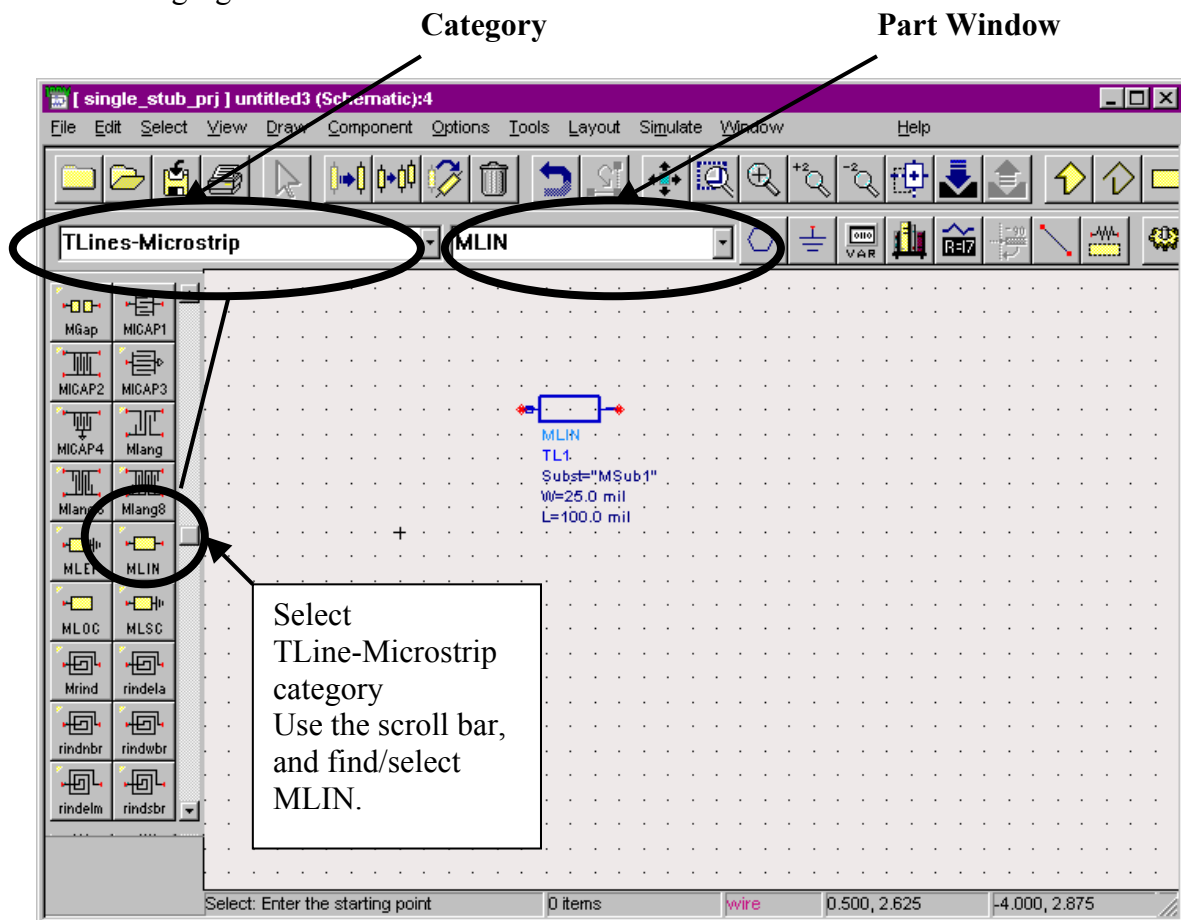 Category
Part Window
[ single_stub_prj ] untitled3 (Schematic):4
File Edit Select View Draw Component Options Tools Layout Simulate Window Help
+2 -2
TLines-Microstrip MLIN
VAR -90
MGap MICAP1
MICAP2 MICAP3
MICAP4 Mlang
Mlang8
MLIN
MLOC MLSC
Mrind rindela
rindnbr rindwbr
rindelm rindsbr
MLIN
TL1
Subst="MSub1"
W=25.0 mil
L=100.0 mil
Select
TLine-Microstrip
category
Use the scroll bar,
and find/select
MLIN.
Select: Enter the starting point 0 items wire 0.500, 2.625 -4.000, 2.875